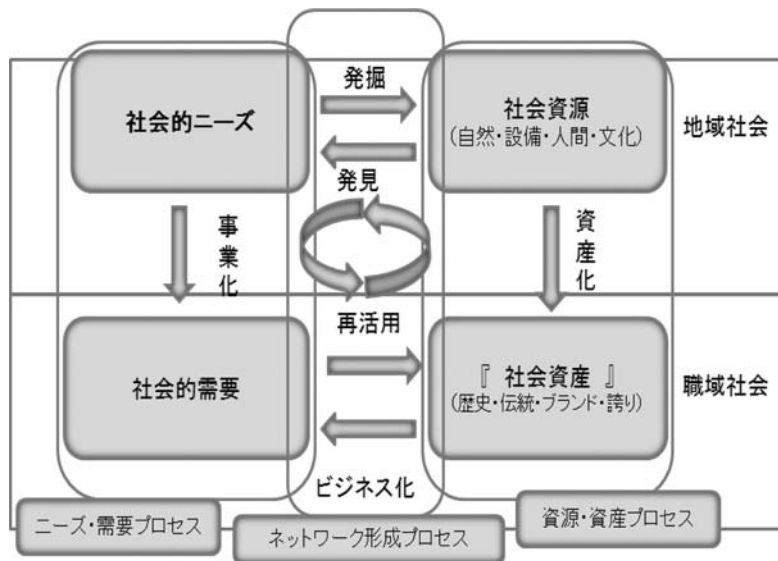 発掘
社会的ニーズ
社会資源
(自然・設備・人間・文化)
地域社会
発見
事業化
資産化
再活用
社会的需要
『 社会資産 』
(歴史・伝統・ブランド・誇り)
職域社会
ビジネス化
ニーズ・需要プロセス
ネットワーク形成プロセス
資源・資産プロセス